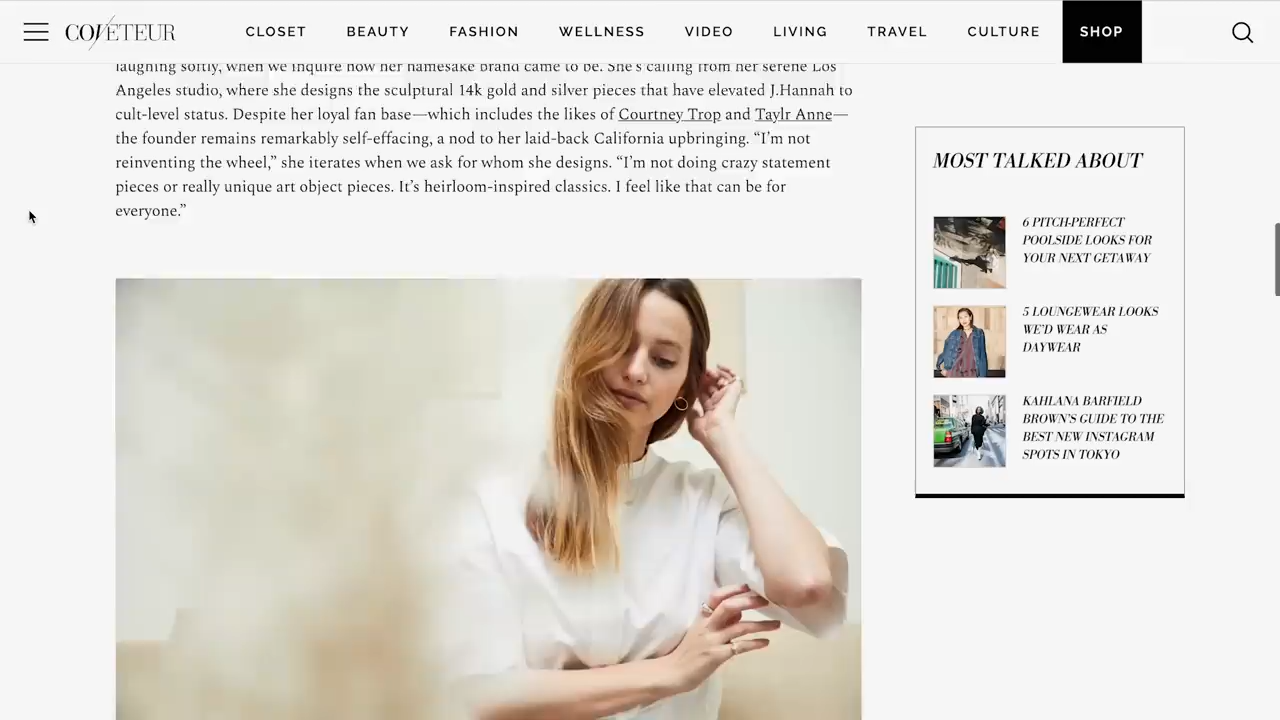 COVETEUR
CLOSET
BEAUTY
FASHION
WELLNESS
VIDEO
LIVING
TRAVEL
CULTURE
SHOP
laughing softly, when we inquire how her namesake brand came to be. She’s calling from her serene Los
Angeles studio, where she designs the sculptural 14k gold and silver pieces that have elevated J.Hannah to
cult-level status. Despite her loyal fan base—which includes the likes of Courtney Trop and Taylr Anne—
the founder remains remarkably self-effacing, a nod to her laid-back California upbringing. “I’m not
reinventing the wheel,” she iterates when we ask for whom she designs. “I’m not doing crazy statement
pieces or really unique art object pieces. It’s heirloom-inspired classics. I feel like that can be for
everyone.”
MOST TALKED ABOUT
6 PITCH-PERFECT
POOLSIDE LOOKS FOR
YOUR NEXT GETAWAY
5 LOUNGEWEAR LOOKS
WE’D WEAR AS
DAYWEAR
KAHLANA BARFIELD
BROWN’S GUIDE TO THE
BEST NEW INSTAGRAM
SPOTS IN TOKYO